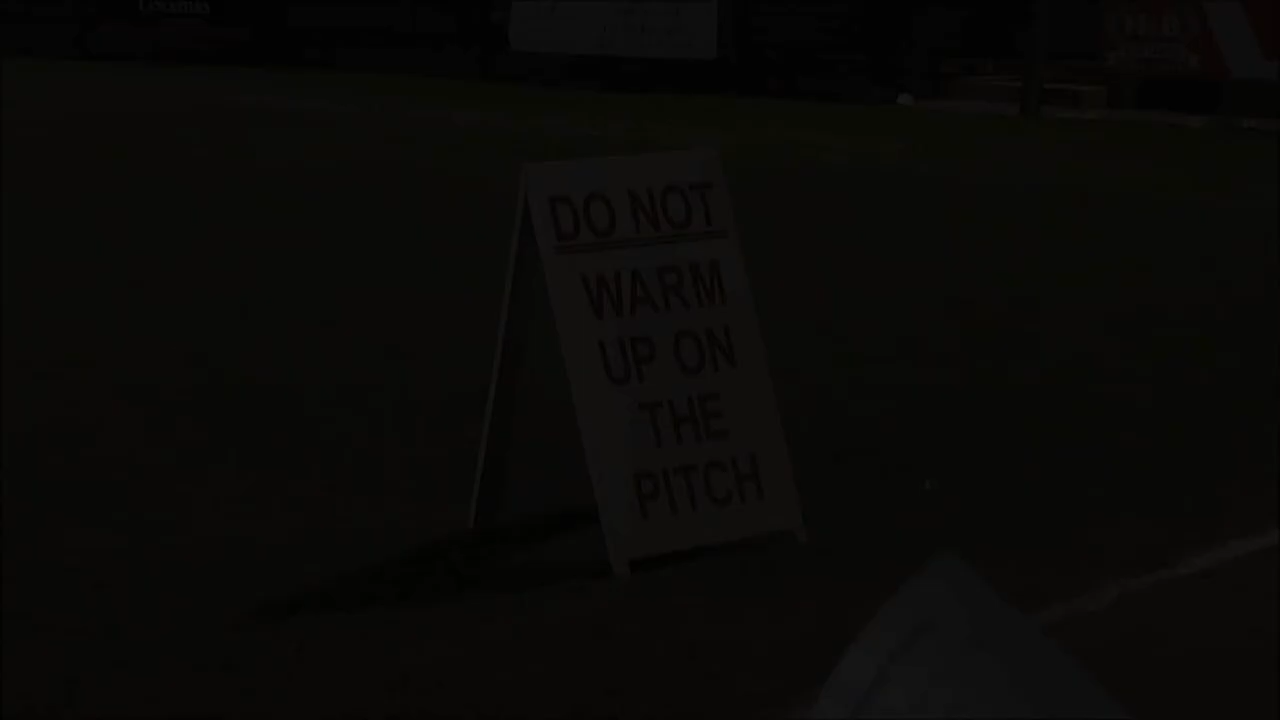 DO NOT
WARM
UP ON
THE
PITCH